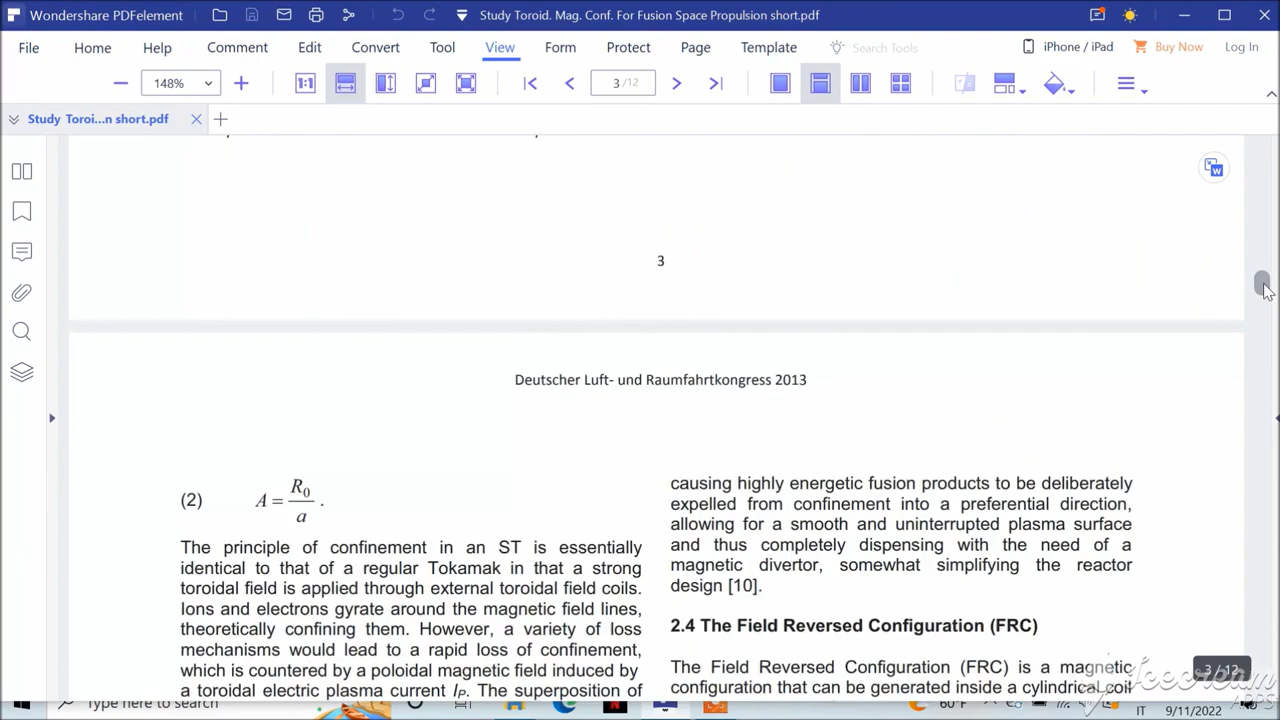 Wondershare PDFelement
Study Toroid. Mag. Conf. For Fusion Space Propulsion short.pdf
File Home Help Comment Edit Convert Tool View Form Protect Page Template Search Tools iPhone / iPad Buy Now Log In
148% 1:1 3 /12
Study Toroi...n short.pdf
3
Deutscher Luft- und Raumfahrtkongress 2013
(2) A = R0 / a .
The principle of confinement in an ST is essentially
identical to that of a regular Tokamak in that a strong
toroidal field is applied through external toroidal field coils.
Ions and electrons gyrate around the magnetic field lines,
theoretically confining them. However, a variety of loss
mechanisms would lead to a rapid loss of confinement,
which is countered by a poloidal magnetic field induced by
a toroidal electric plasma current IP. The superposition of
causing highly energetic fusion products to be deliberately
expelled from confinement into a preferential direction,
allowing for a smooth and uninterrupted plasma surface
and thus completely dispensing with the need of a
magnetic divertor, somewhat simplifying the reactor
design [10].
2.4 The Field Reversed Configuration (FRC)
The Field Reversed Configuration (FRC) is a magnetic
configuration that can be generated inside a cylindrical coil
3 /12
Icecream
APPS
Type here to search
60°F
IT
9/11/2022